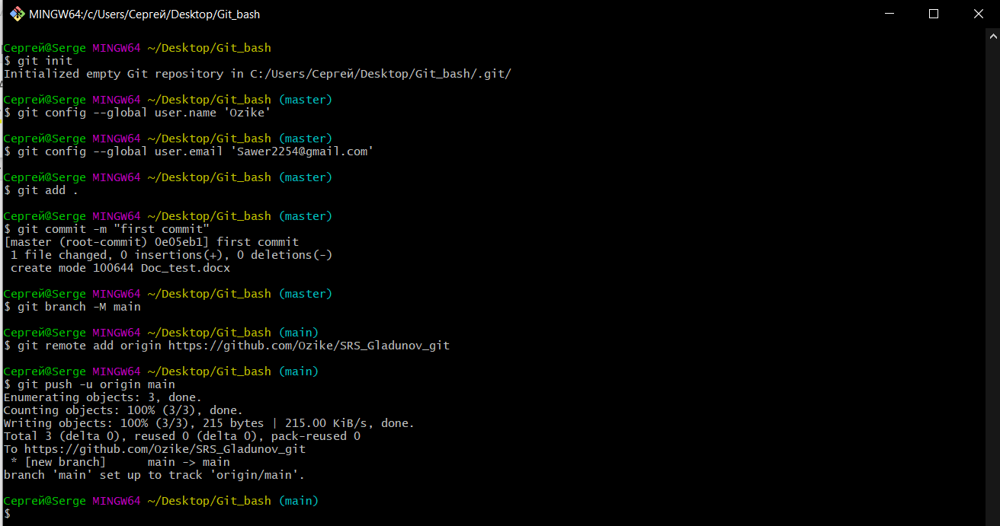 MINGW64:/c/Users/Сергей/Desktop/Git_bash
Сергей@Serge MINGW64 ~/Desktop/Git_bash
$ git init
Initialized empty Git repository in C:/Users/Сергей/Desktop/Git_bash/.git/
Сергей@Serge MINGW64 ~/Desktop/Git_bash (master)
$ git config --global user.name 'Ozike'
Сергей@Serge MINGW64 ~/Desktop/Git_bash (master)
$ git config --global user.email 'Sawer2254@gmail.com'
Сергей@Serge MINGW64 ~/Desktop/Git_bash (master)
$ git add .
Сергей@Serge MINGW64 ~/Desktop/Git_bash (master)
$ git commit -m "first commit"
[master (root-commit) 0e05eb1] first commit
 1 file changed, 0 insertions(+), 0 deletions(-)
 create mode 100644 Doc_test.docx
Сергей@Serge MINGW64 ~/Desktop/Git_bash (master)
$ git branch -M main
Сергей@Serge MINGW64 ~/Desktop/Git_bash (main)
$ git remote add origin https://github.com/Ozike/SRS_Gladunov_git
Сергей@Serge MINGW64 ~/Desktop/Git_bash (main)
$ git push -u origin main
Enumerating objects: 3, done.
Counting objects: 100% (3/3), done.
Writing objects: 100% (3/3), 215 bytes | 215.00 KiB/s, done.
Total 3 (delta 0), reused 0 (delta 0), pack-reused 0
To https://github.com/Ozike/SRS_Gladunov_git
 * [new branch]      main -> main
branch 'main' set up to track 'origin/main'.
Сергей@Serge MINGW64 ~/Desktop/Git_bash (main)
$